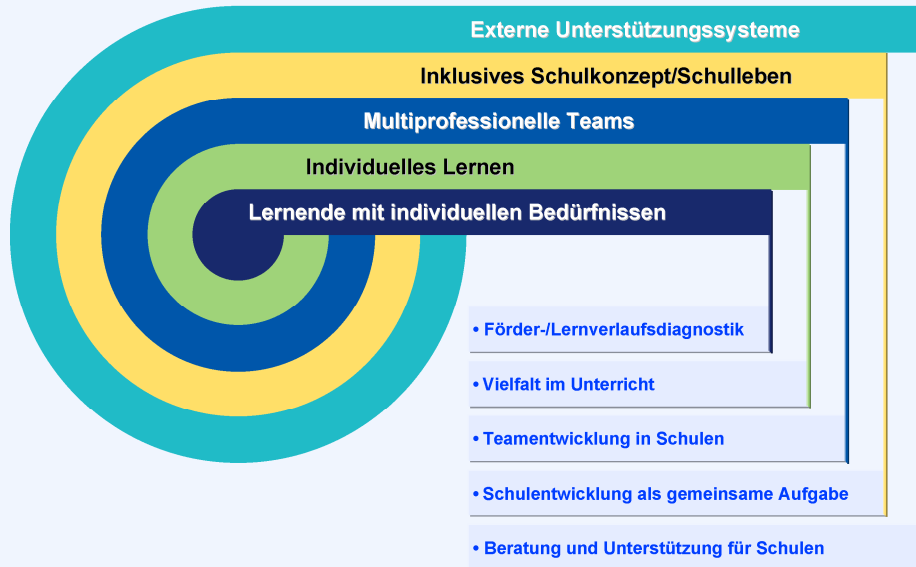 Externe Unterstützungssysteme
Inklusives Schulkonzept/Schulleben
Multiprofessionelle Teams
Individuelles Lernen
Lernende mit individuellen Bedürfnissen
• Förder-/Lernverlaufsdiagnostik
• Vielfalt im Unterricht
• Teamentwicklung in Schulen
• Schulentwicklung als gemeinsame Aufgabe
• Beratung und Unterstützung für Schulen